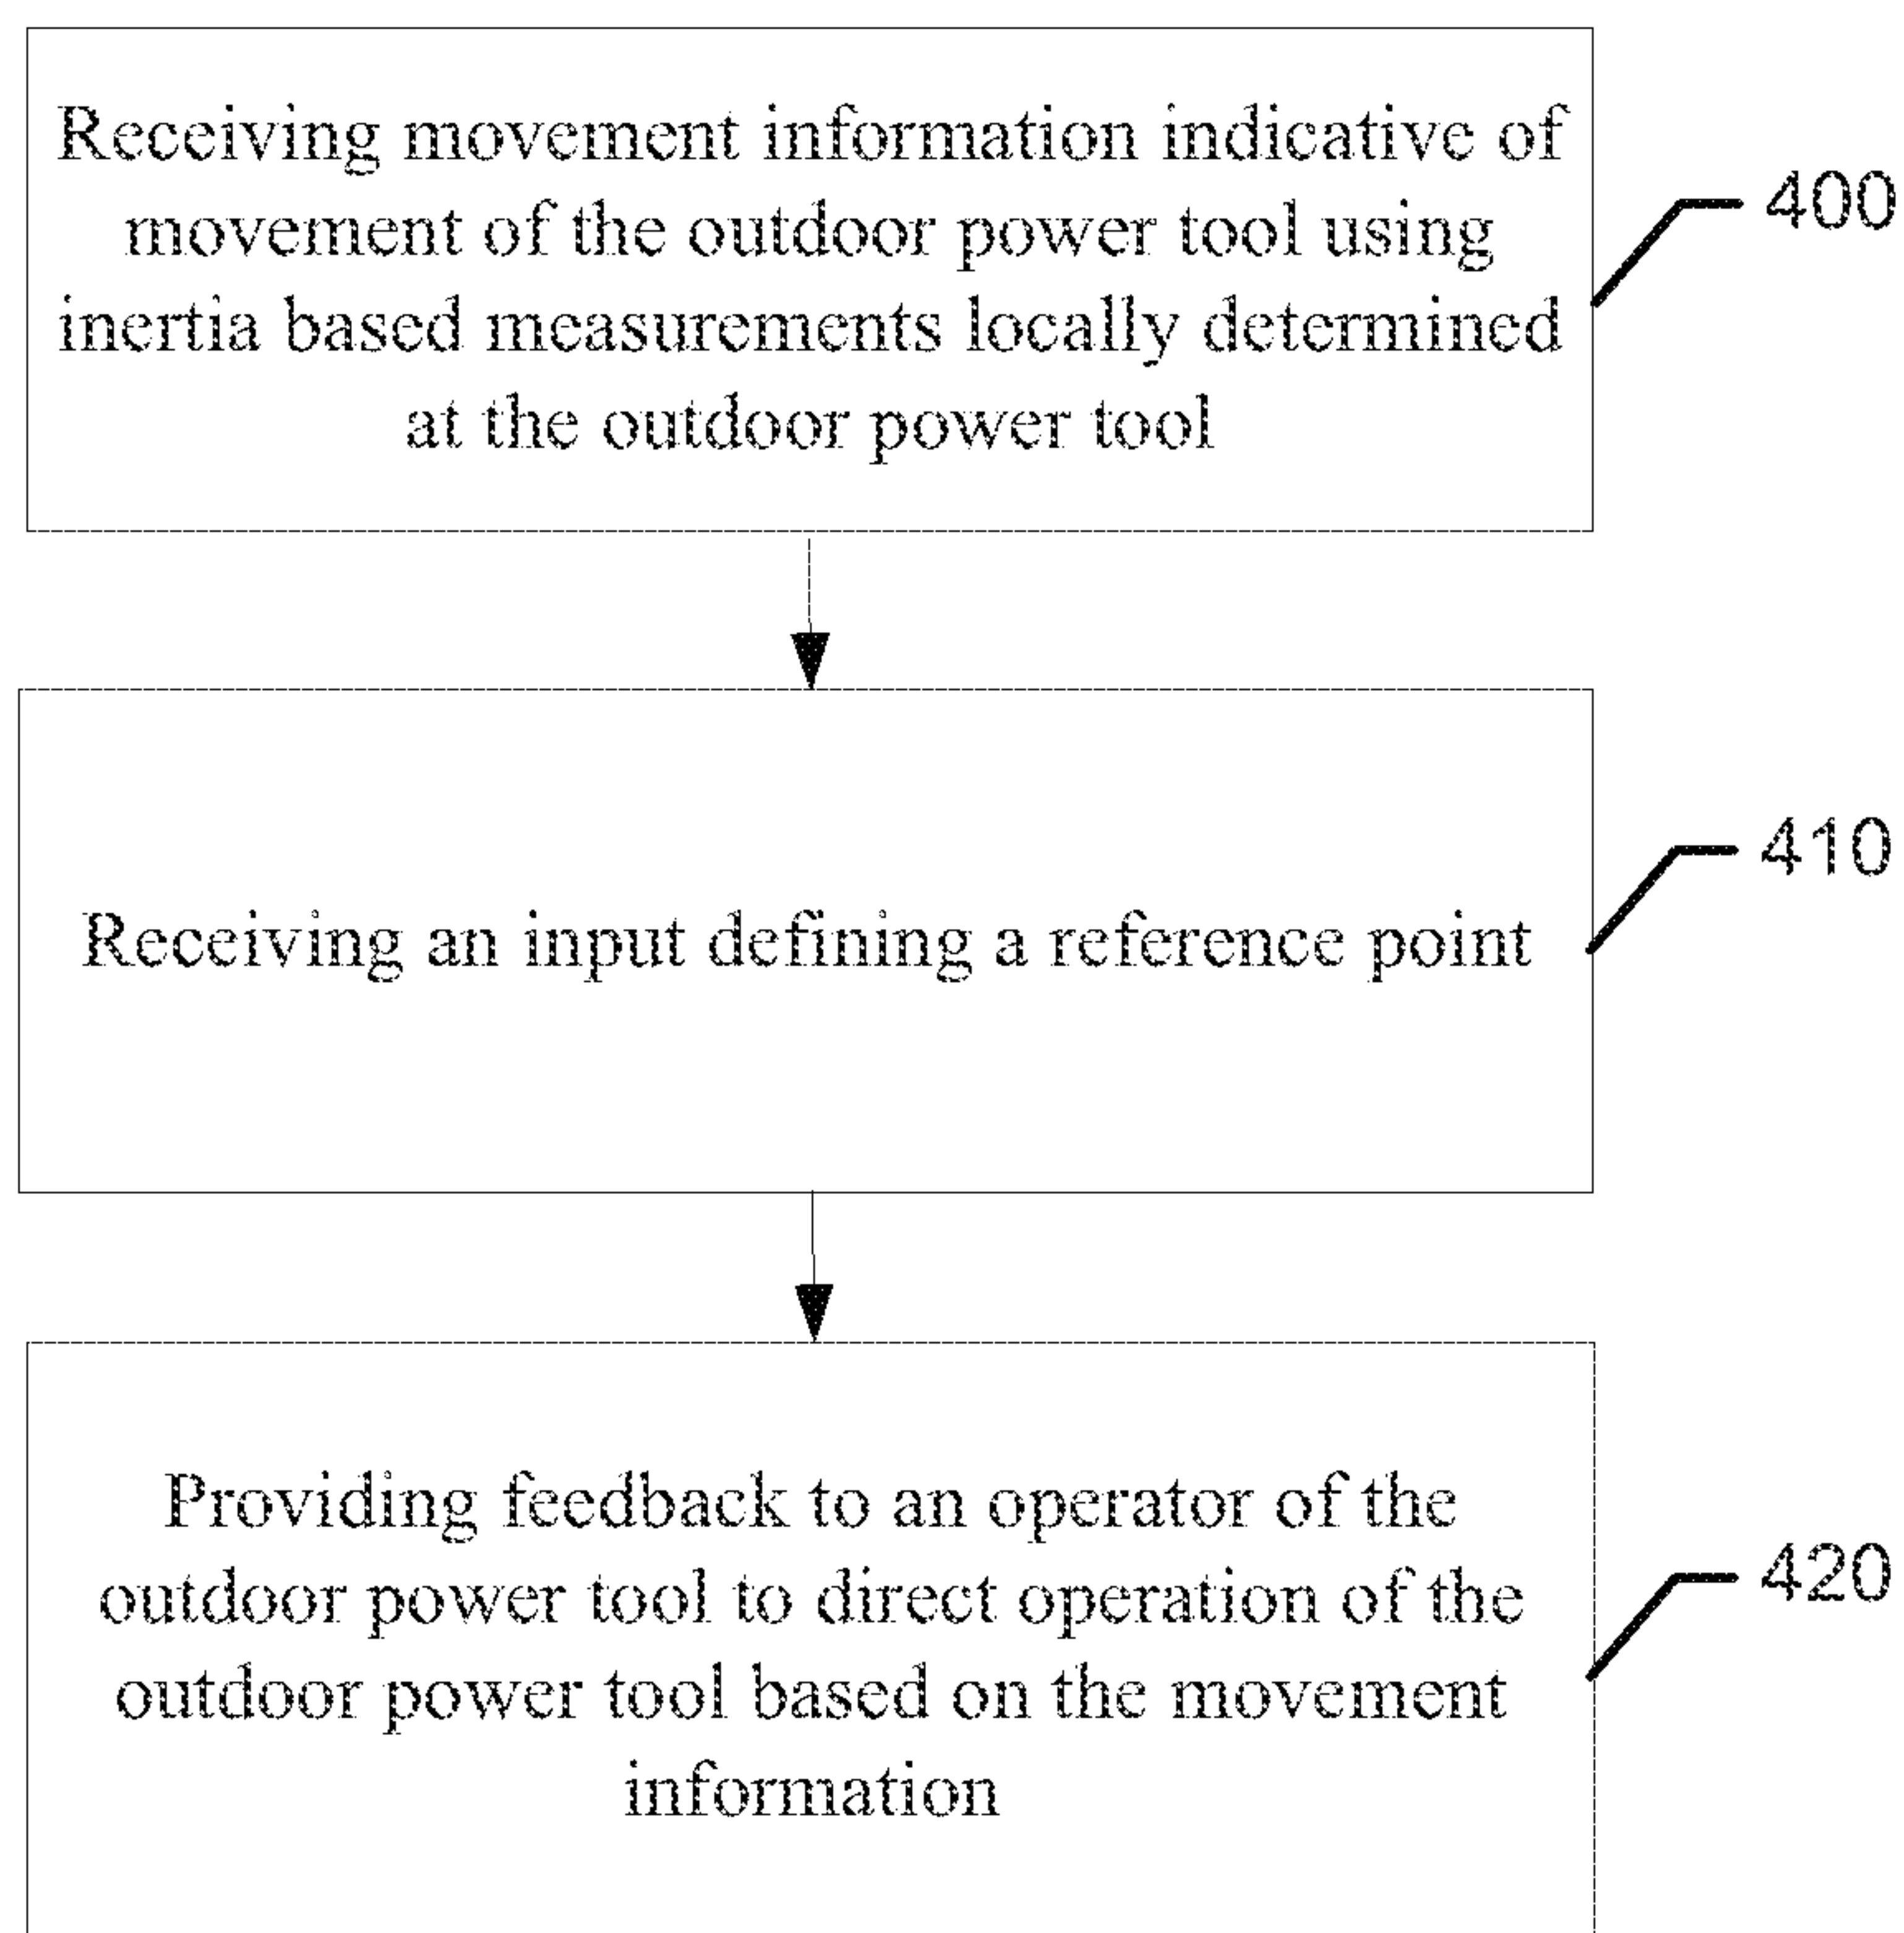 Receiving movement information indicative of
movement of the outdoor power tool using
inertia based measurements locally determined
at the outdoor power tool
400
Receiving an input defining a reference point
410
Providing feedback to an operator of the
outdoor power tool to direct operation of the
outdoor power tool based on the movement
information
420